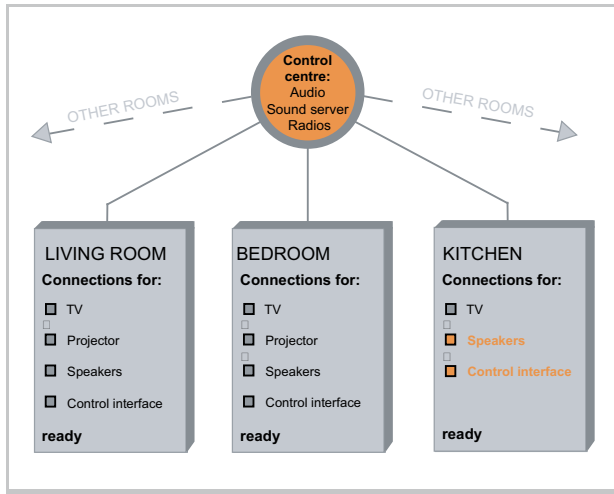 Control
centre:
Audio
Sound server
Radios
OTHER ROOMS
OTHER ROOMS
LIVING ROOM
Connections for:
TV
Projector
Speakers
Control interface
ready
BEDROOM
Connections for:
TV
Projector
Speakers
Control interface
ready
KITCHEN
Connections for:
TV
Speakers
Control interface
ready